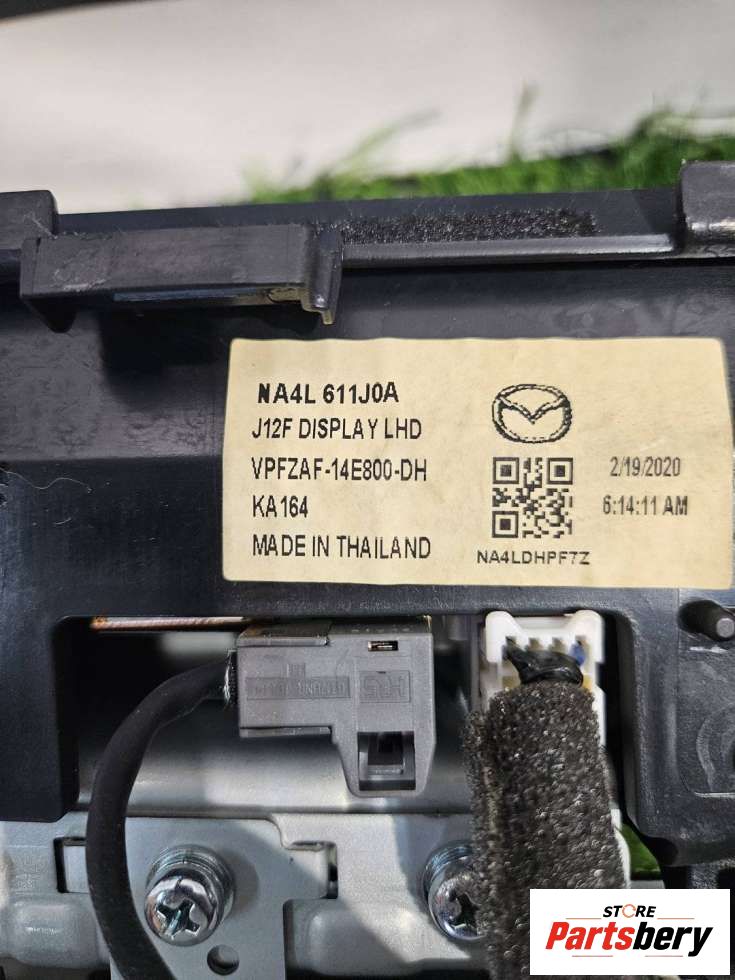 NA4L 611J0A
J12F DISPLAY LHD
VPFZAF-14E800-DH
KA164
MADE IN THAILAND
2/19/2020
6:14:11 AM
NA4LDHPF7Z
HRS
STORE
Partsbery